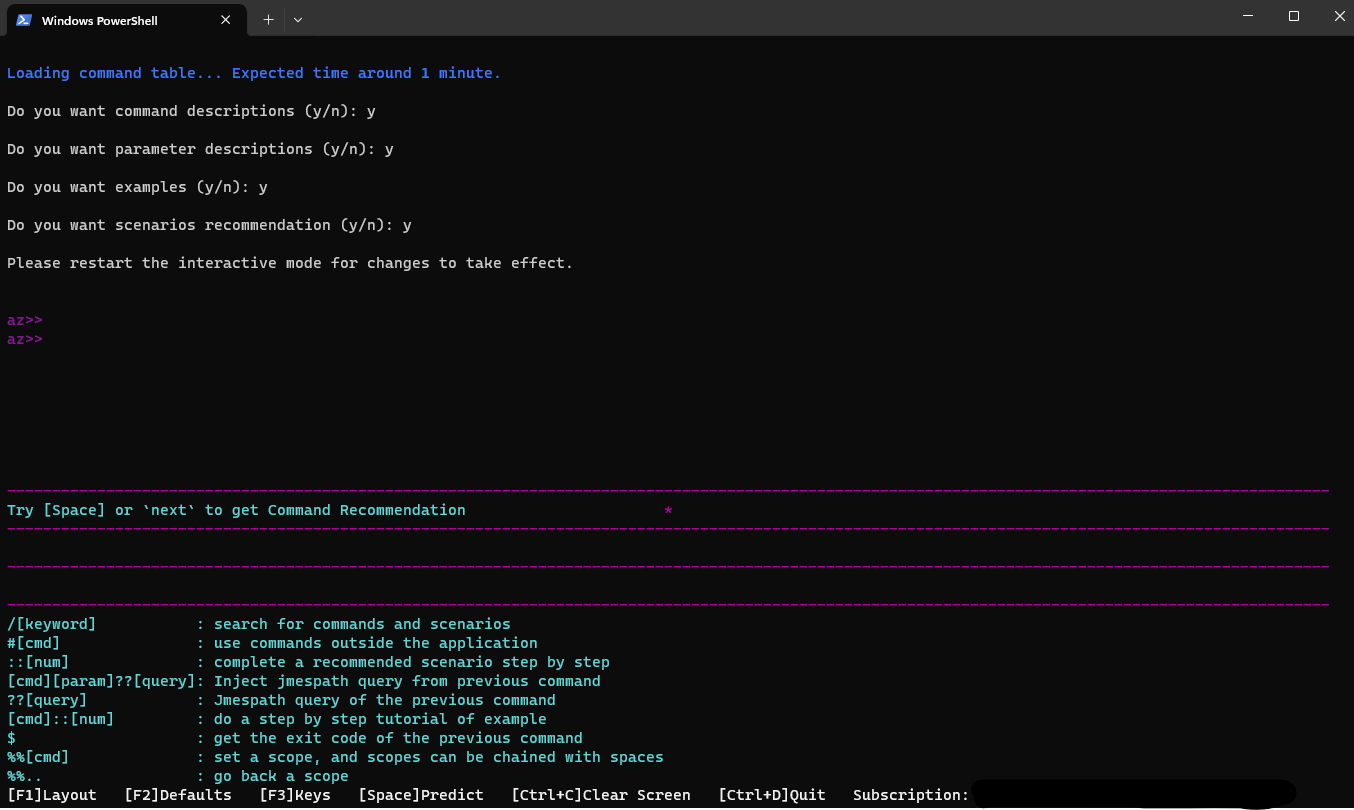 Windows PowerShell
Loading command table... Expected time around 1 minute.
Do you want command descriptions (y/n): y
Do you want parameter descriptions (y/n): y
Do you want examples (y/n): y
Do you want scenarios recommendation (y/n): y
Please restart the interactive mode for changes to take effect.
az>>
az>>
Try [Space] or `next` to get Command Recommendation *
/[keyword] : search for commands and scenarios
#[cmd] : use commands outside the application
::[num] : complete a recommended scenario step by step
[cmd][param]??[query]: Inject jmespath query from previous command
??[query] : Jmespath query of the previous command
[cmd]::[num] : do a step by step tutorial of example
$ : get the exit code of the previous command
%%[cmd] : set a scope, and scopes can be chained with spaces
%%.. : go back a scope
[F1]Layout [F2]Defaults [F3]Keys [Space]Predict [Ctrl+C]Clear Screen [Ctrl+D]Quit Subscription: